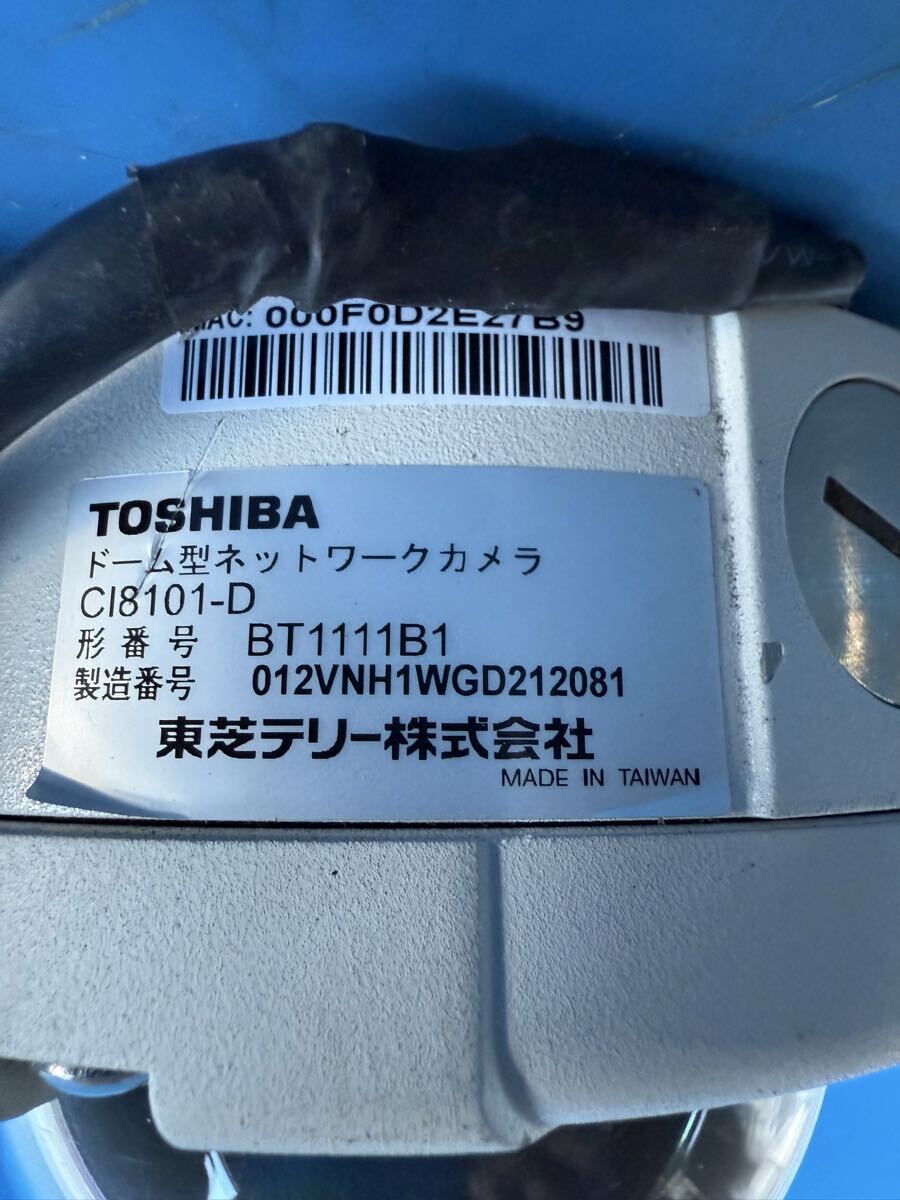 MAC: 000F0D2E27B9
TOSHIBA
ドーム型ネットワークカメラ
CI8101-D
形番号 BT1111B1
製造番号 012VNH1WGD212081
東芝テリー株式会社
MADE IN TAIWAN